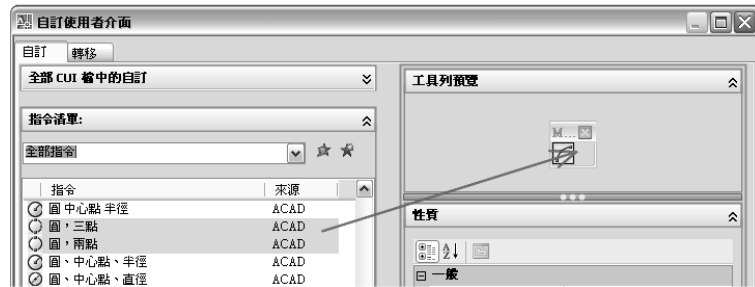 自訂使用者介面
自訂
轉移
全部 CUI 檔中的自訂
指令清單:
全部指令
指令 來源
圓 中心點 半徑 ACAD
圓，三點 ACAD
圓，兩點 ACAD
圓、中心點、半徑 ACAD
圓、中心點、直徑 ACAD
工具列預覽
M...
性質
一般